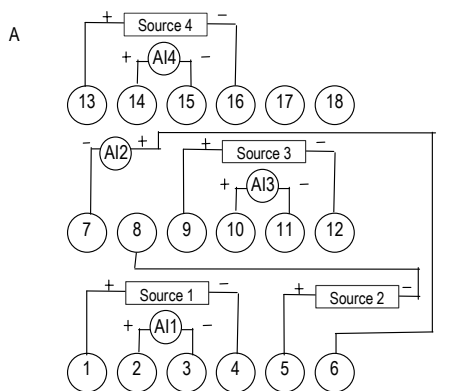 A
+ Source 4 −
+ AI4 −
13 14 15 16 17 18
− AI2 + + Source 3 −
+ AI3 −
7 8 9 10 11 12
+ Source 1 − + Source 2 −
+ AI1 −
1 2 3 4 5 6